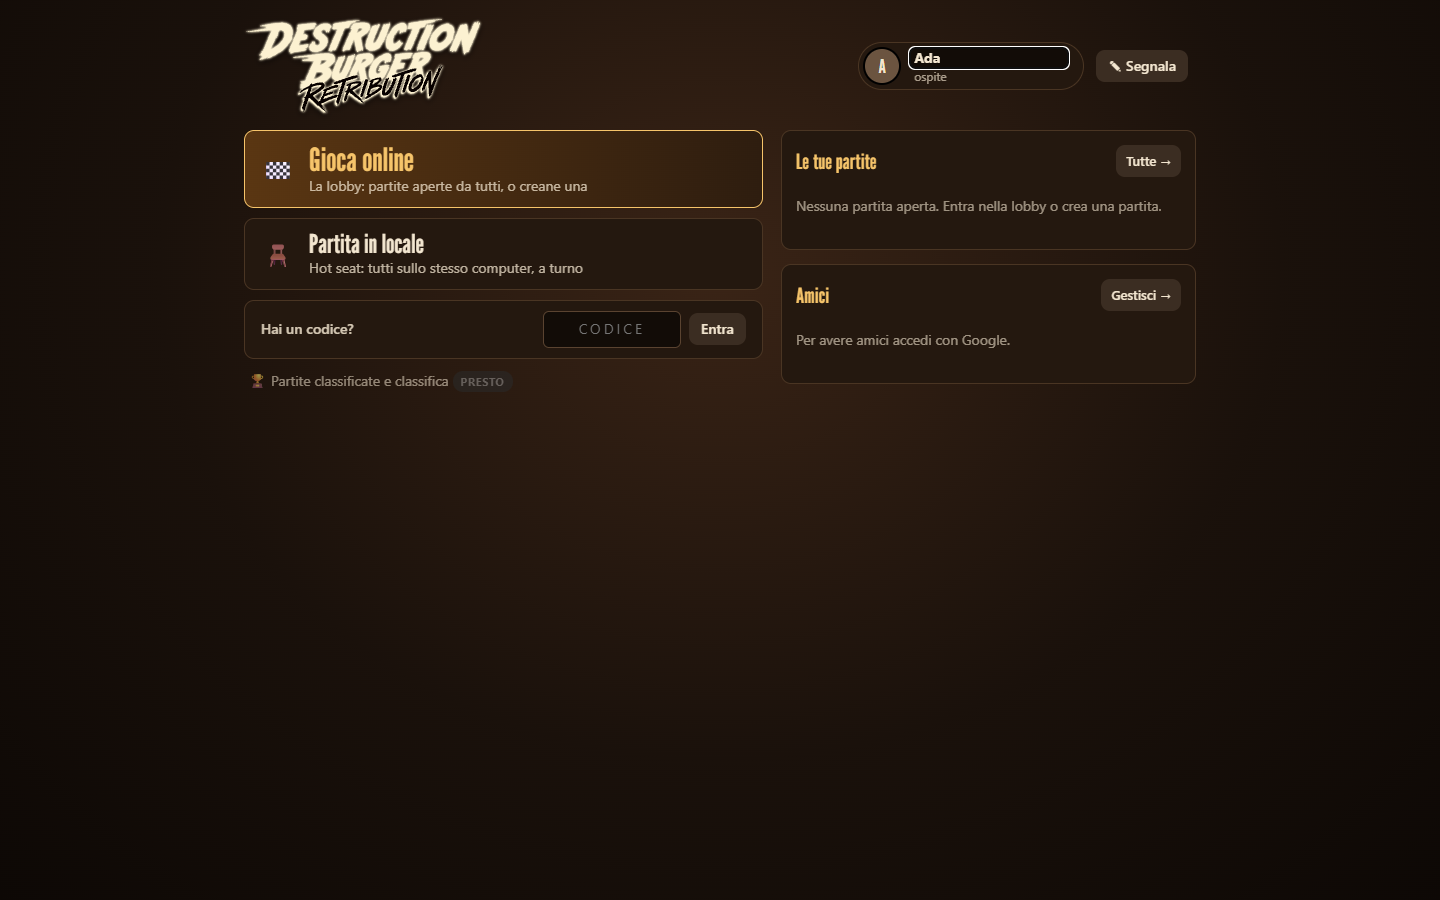 DESTRUCTION
BURGER
RETRIBUTION
A
Ada
ospite
Segnala
Gioca online
La lobby: partite aperte da tutti, o creane una
Partita in locale
Hot seat: tutti sullo stesso computer, a turno
Hai un codice?
CODICE
Entra
Partite classificate e classifica PRESTO
Le tue partite
Tutte →
Nessuna partita aperta. Entra nella lobby o crea una partita.
Amici
Gestisci →
Per avere amici accedi con Google.